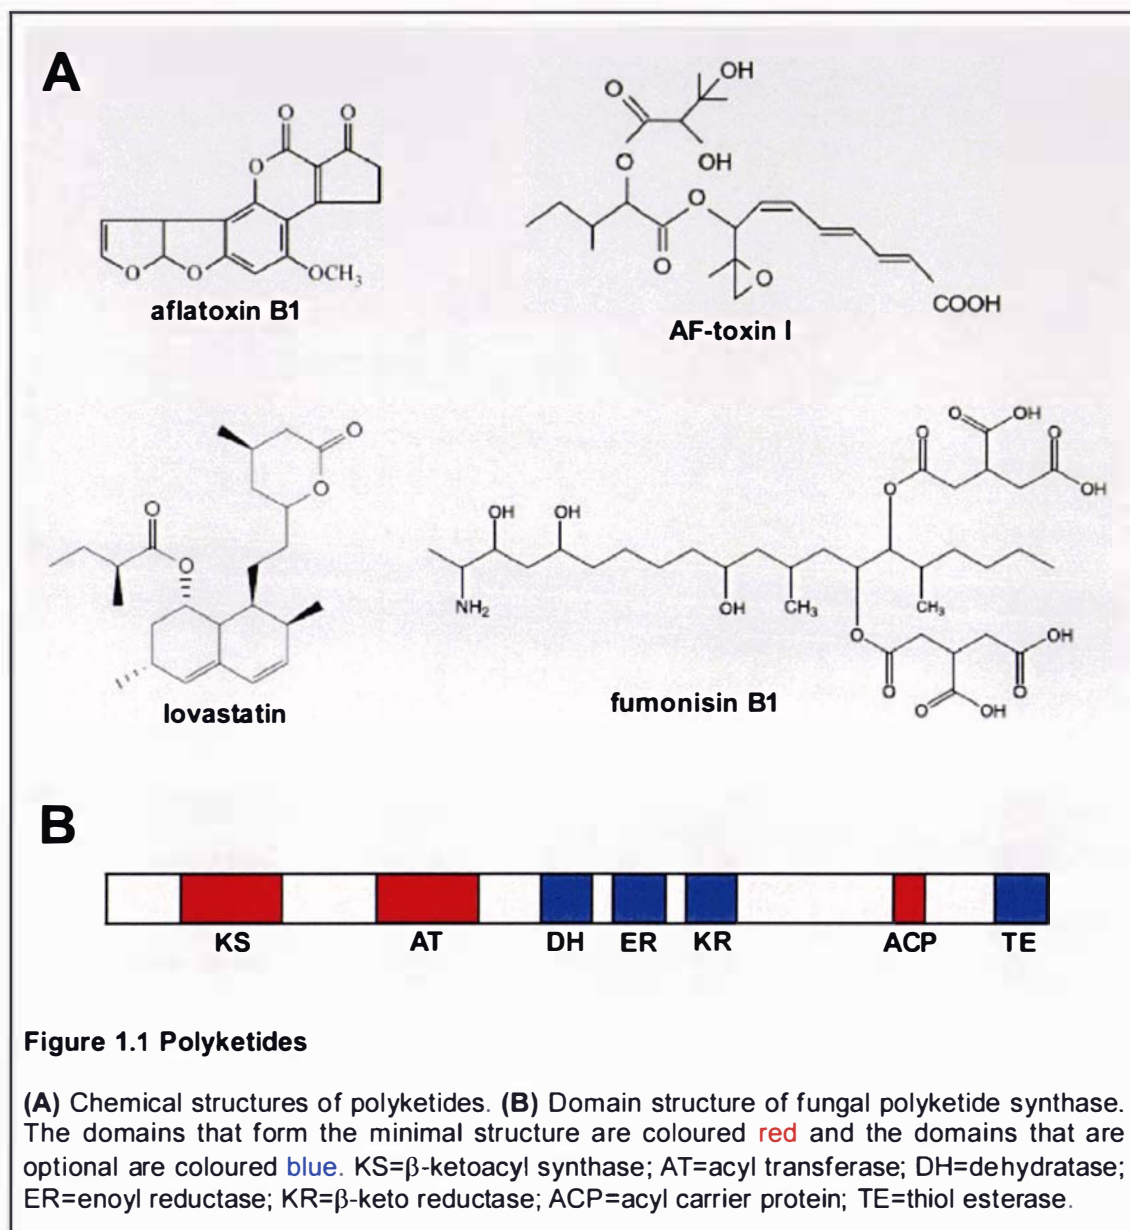 A
O
O
O
O
O
OCH₃
aflatoxin B1
OH
O
OH
O
O
O
O
COOH
AF-toxin I
O
O
O
O
lovastatin
O
OH
O
O
OH
OH
OH
NH₂
OH
CH₃
CH₃
O
O
OH
O
O
OH
fumonisin B1
B
KS
AT
DH
ER
KR
ACP
TE
Figure 1.1 Polyketides
(A) Chemical structures of polyketides. (B) Domain structure of fungal polyketide synthase.
The domains that form the minimal structure are coloured red and the domains that are
optional are coloured blue. KS=β-ketoacyl synthase; AT=acyl transferase; DH=dehydratase;
ER=enoyl reductase; KR=β-keto reductase; ACP=acyl carrier protein; TE=thiol esterase.